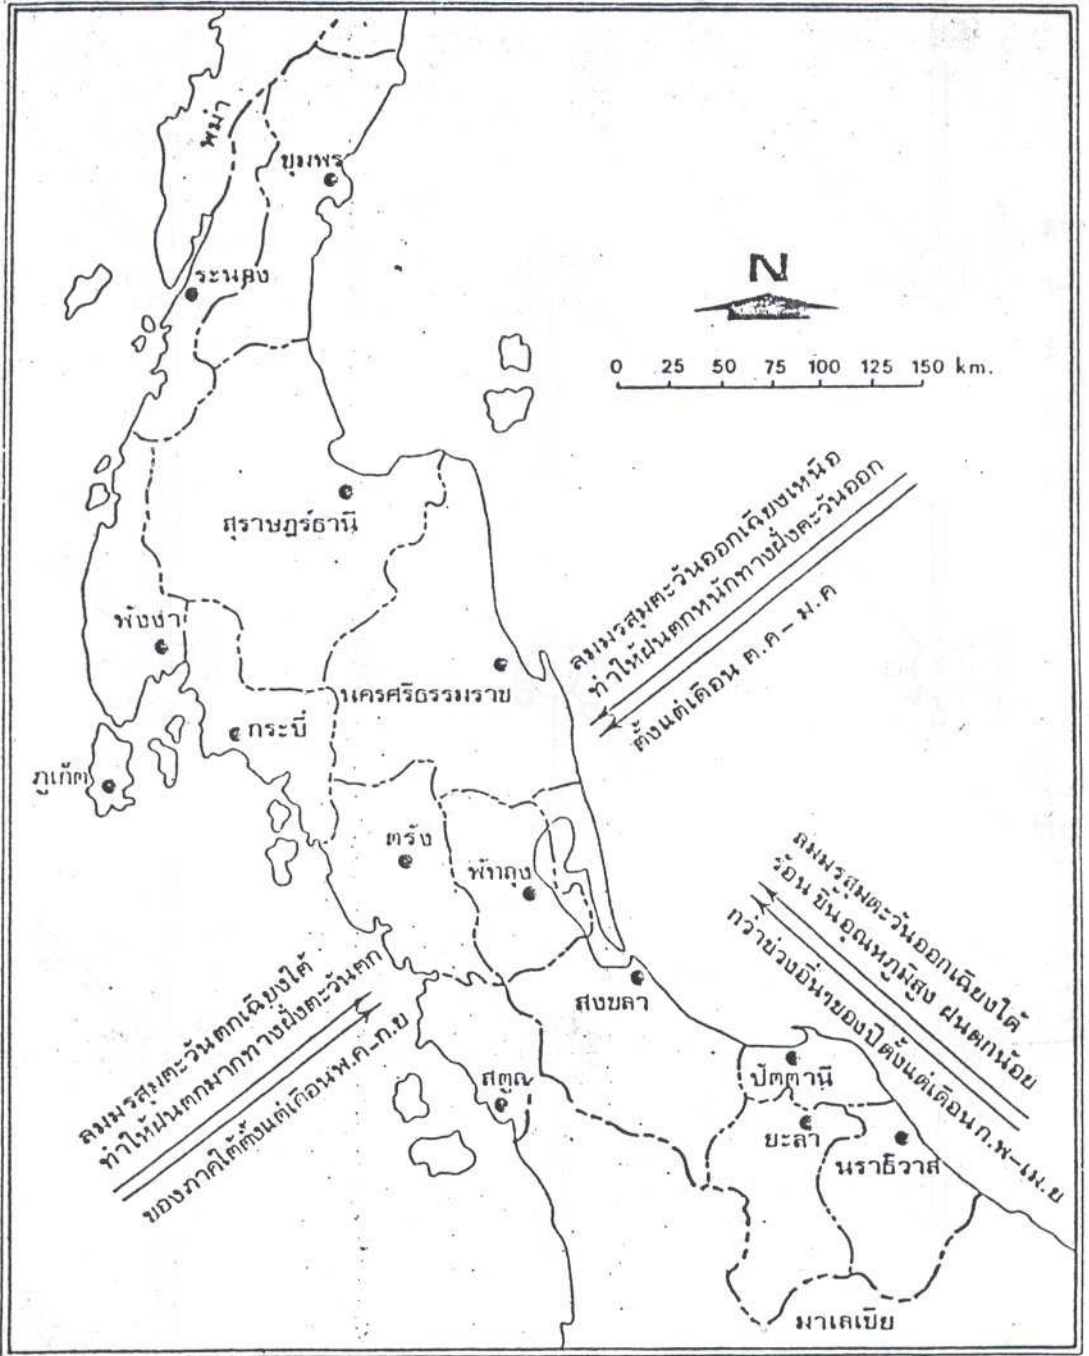 พม่า
ชุมพร
ระนอง
N
0 25 50 75 100 125 150 km.
สุราษฎร์ธานี
ลมมรสุมตะวันออกเฉียงเหนือ
ทำให้ฝนตกหนักทางฝั่งตะวันออก
ตั้งแต่เดือน ต.ค – ม.ค
พังงา
นครศรีธรรมราช
กระบี่
ภูเก็ต
ตรัง
พัทลุง
ลมมรสุมตะวันออกเฉียงใต้
ร้อน ชื้นอุณหภูมิสูง ฝนตกน้อย
กว่าช่วงอื่นๆของปีตั้งแต่เดือนก.พ–เม.ย
ลมมรสุมตะวันตกเฉียงใต้
ทำให้ฝนตกมากทางฝั่งตะวันตก
ของภาคใต้ตั้งแต่เดือนพ.ค–ก.ย
สงขลา
สตูล
ปัตตานี
ยะลา
นราธิวาส
มาเลเซีย